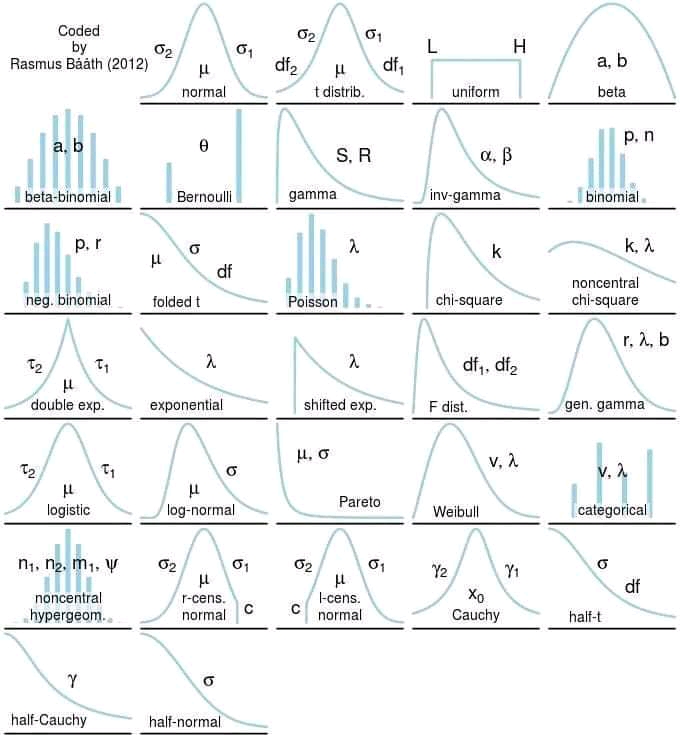 Coded
by
Rasmus Bååth (2012)
σ2 σ1
μ
normal
σ2 σ1
df2 μ df1
t distrib.
L H
uniform
a, b
beta
a, b
beta-binomial
θ
Bernoulli
S, R
gamma
α, β
inv-gamma
p, n
binomial
p, r
neg. binomial
μ σ df
folded t
λ
Poisson
k
chi-square
k, λ
noncentral
chi-square
τ2 τ1
μ
double exp.
λ
exponential
λ
shifted exp.
df1, df2
F dist.
r, λ, b
gen. gamma
τ2 τ1
μ
logistic
σ
μ
log-normal
μ, σ
Pareto
v, λ
Weibull
v, λ
categorical
n1, n2, m1, ψ
noncentral
hypergeom.
σ2 σ1
μ
r-cens.
normal c
σ2 σ1
μ
l-cens.
c normal
γ2 γ1
x0
Cauchy
σ
df
half-t
γ
half-Cauchy
σ
half-normal